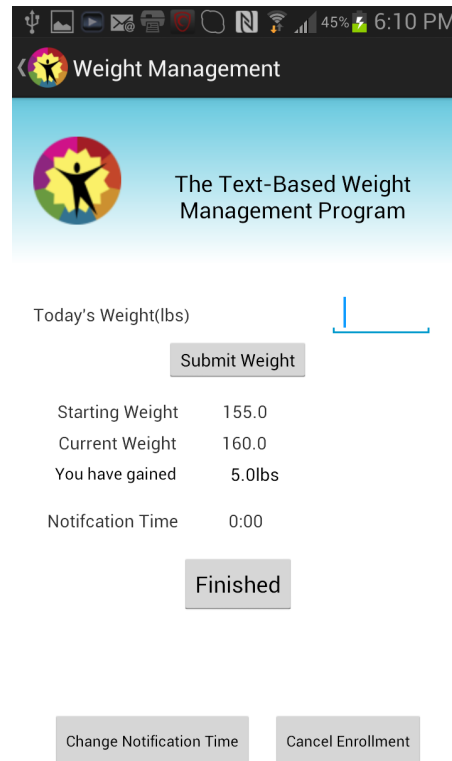 45% 6:10 PM
Weight Management
The Text-Based Weight
Management Program
Today's Weight(lbs)
Submit Weight
Starting Weight 155.0
Current Weight 160.0
You have gained 5.0lbs
Notifcation Time 0:00
Finished
Change Notification Time Cancel Enrollment